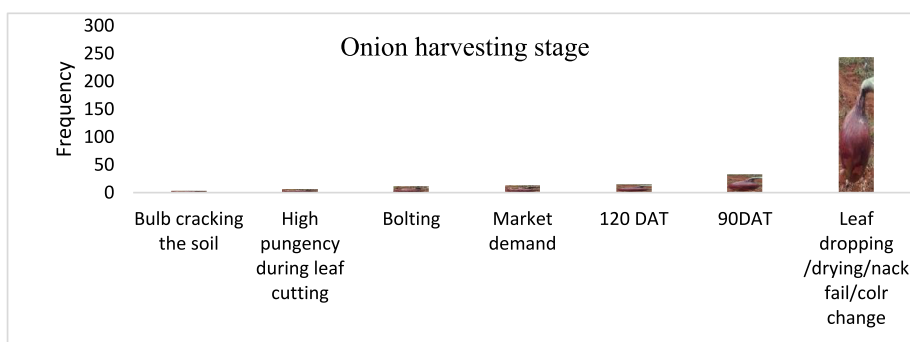 Onion harvesting stage
Frequency
300
250
200
150
100
50
0
Bulb cracking
the soil
High
pungency
during leaf
cutting
Bolting
Market
demand
120 DAT
90DAT
Leaf
dropping
/drying/nack
fail/colr
change